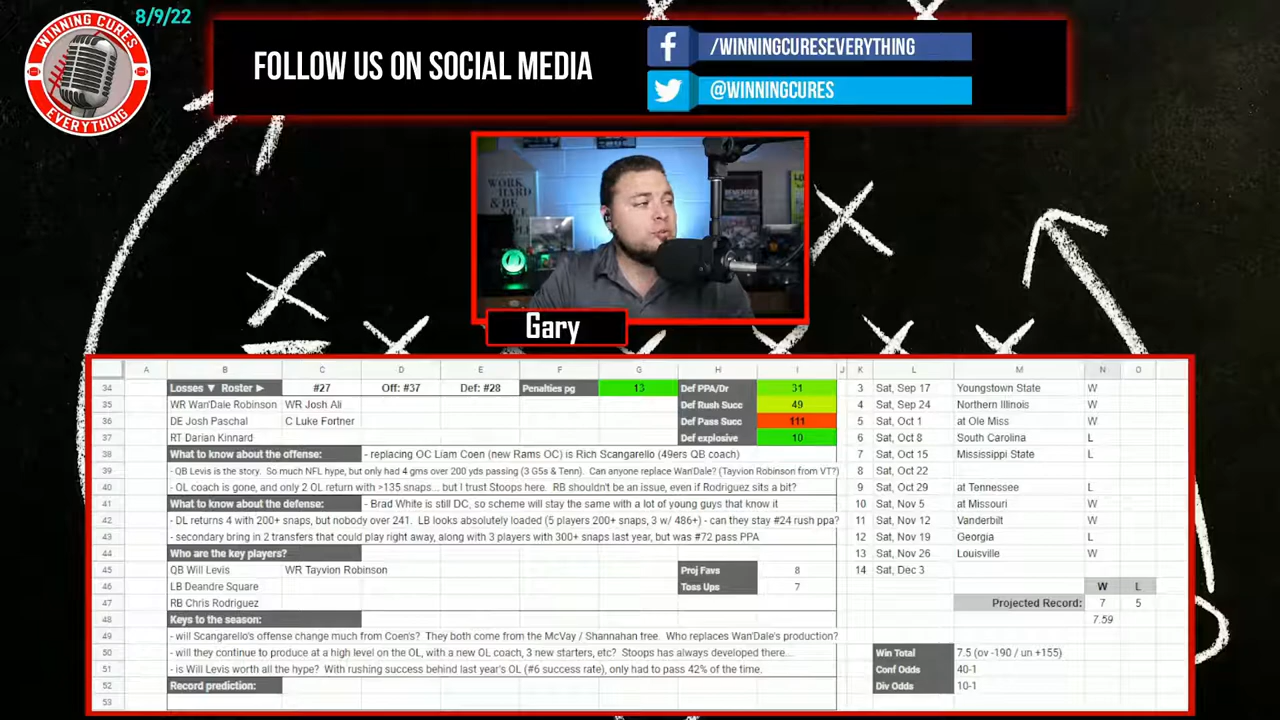 8/9/22
WINNING CURES
EVERYTHING
FOLLOW US ON SOCIAL MEDIA
/WINNINGCURESEVERYTHING
@WINNINGCURES
WORK
HARD
& BE
NICE
Gary
A B C D E F G H I J K L M N O
34 Losses ▼ Roster ► #27 Off: #37 Def: #28 Penalties pg 13 Def PPA/Dr 31 3 Sat, Sep 17 Youngstown State W
35 WR Wan'Dale Robinson WR Josh Ali Def Rush Succ 49 4 Sat, Sep 24 Northern Illinois W
36 DE Josh Paschal C Luke Fortner Def Pass Succ 111 5 Sat, Oct 1 at Ole Miss W
37 RT Darian Kinnard Def explosive 10 6 Sat, Oct 8 South Carolina L
38 What to know about the offense: - replacing OC Liam Coen (new Rams OC) is Rich Scangarello (49ers QB coach) 7 Sat, Oct 15 Mississippi State L
39 - QB Levis is the story. So much NFL hype, but only had 4 gms over 200 yds passing (3 G5s & Tenn). Can anyone replace Wan'Dale? (Tayvion Robinson from VT?) 8 Sat, Oct 22
40 - OL coach is gone, and only 2 OL return with >135 snaps... but I trust Stoops here. RB shouldn't be an issue, even if Rodriguez sits a bit? 9 Sat, Oct 29 at Tennessee L
41 What to know about the defense: - Brad White is still DC, so scheme will stay the same with a lot of young guys that know it 10 Sat, Nov 5 at Missouri W
42 - DL returns 4 with 200+ snaps, but nobody over 241. LB looks absolutely loaded (5 players 200+ snaps, 3 w/ 486+) - can they stay #24 rush ppa? 11 Sat, Nov 12 Vanderbilt W
43 - secondary bring in 2 transfers that could play right away, along with 3 players with 300+ snaps last year, but was #72 pass PPA 12 Sat, Nov 19 Georgia L
44 Who are the key players? 13 Sat, Nov 26 Louisville W
45 QB Will Levis WR Tayvion Robinson Proj Favs 8 14 Sat, Dec 3
46 LB Deandre Square Toss Ups 7 W L
47 RB Chris Rodriguez Projected Record: 7 5
48 Keys to the season: 7.59
49 - will Scangarello's offense change much from Coen's? They both come from the McVay / Shannahan tree. Who replaces Wan'Dale's production?
50 - will they continue to produce at a high level on the OL, with a new OL coach, 3 new starters, etc? Stoops has always developed there... Win Total 7.5 (ov -190 / un +155)
51 - is Will Levis worth all the hype? With rushing success behind last year's OL (#6 success rate), only had to pass 42% of the time. Conf Odds 40-1
52 Record prediction: Div Odds 10-1
53